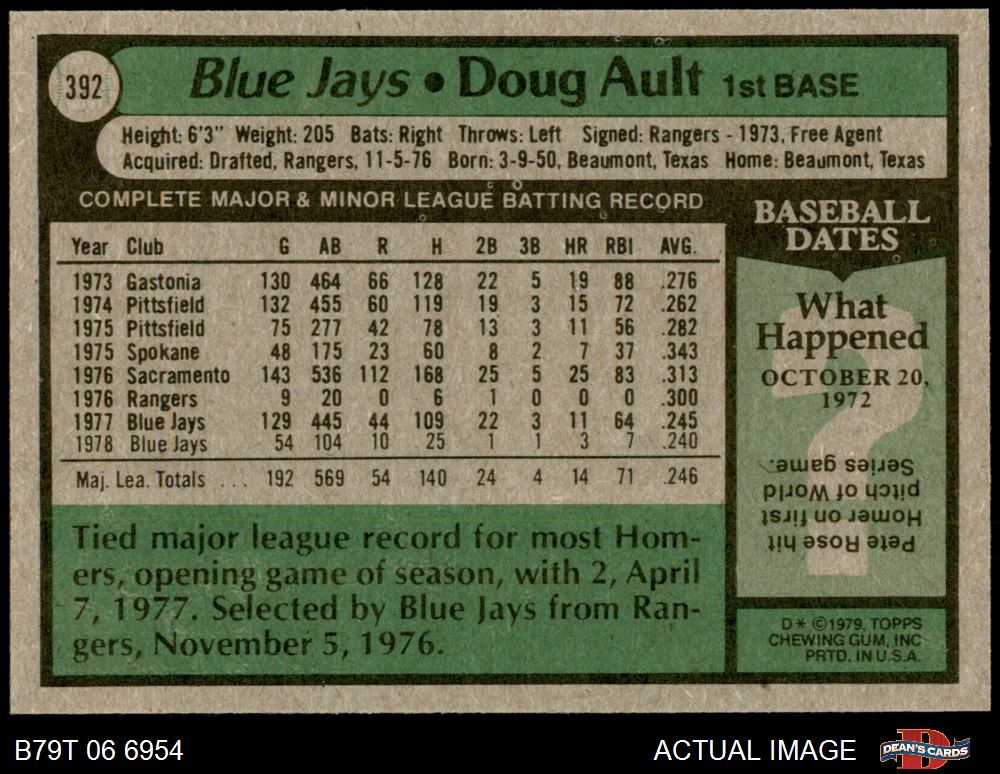 392
Blue Jays • Doug Ault 1st BASE
Height: 6'3" Weight: 205 Bats: Right Throws: Left Signed: Rangers - 1973, Free Agent
Acquired: Drafted, Rangers, 11-5-76 Born: 3-9-50, Beaumont, Texas Home: Beaumont, Texas
COMPLETE MAJOR & MINOR LEAGUE BATTING RECORD
Year Club G AB R H 2B 3B HR RBI AVG.
1973 Gastonia 130 464 66 128 22 5 19 88 .276
1974 Pittsfield 132 455 60 119 19 3 15 72 .262
1975 Pittsfield 75 277 42 78 13 3 11 56 .282
1975 Spokane 48 175 23 60 8 2 7 37 .343
1976 Sacramento 143 536 112 168 25 5 25 83 .313
1976 Rangers 9 20 0 6 1 0 0 0 .300
1977 Blue Jays 129 445 44 109 22 3 11 64 .245
1978 Blue Jays 54 104 10 25 1 1 3 7 .240
Maj. Lea. Totals ... 192 569 54 140 24 4 14 71 .246
Tied major league record for most Hom-
ers, opening game of season, with 2, April
7, 1977. Selected by Blue Jays from Ran-
gers, November 5, 1976.
BASEBALL
DATES
What
Happened
OCTOBER 20,
1972
Pete Rose hit
Homer on first
pitch of World
Series game.
D* ©1979, TOPPS
CHEWING GUM, INC
PRTD. IN U.S.A.
B79T 06 6954
ACTUAL IMAGE
DEAN'S CARDS